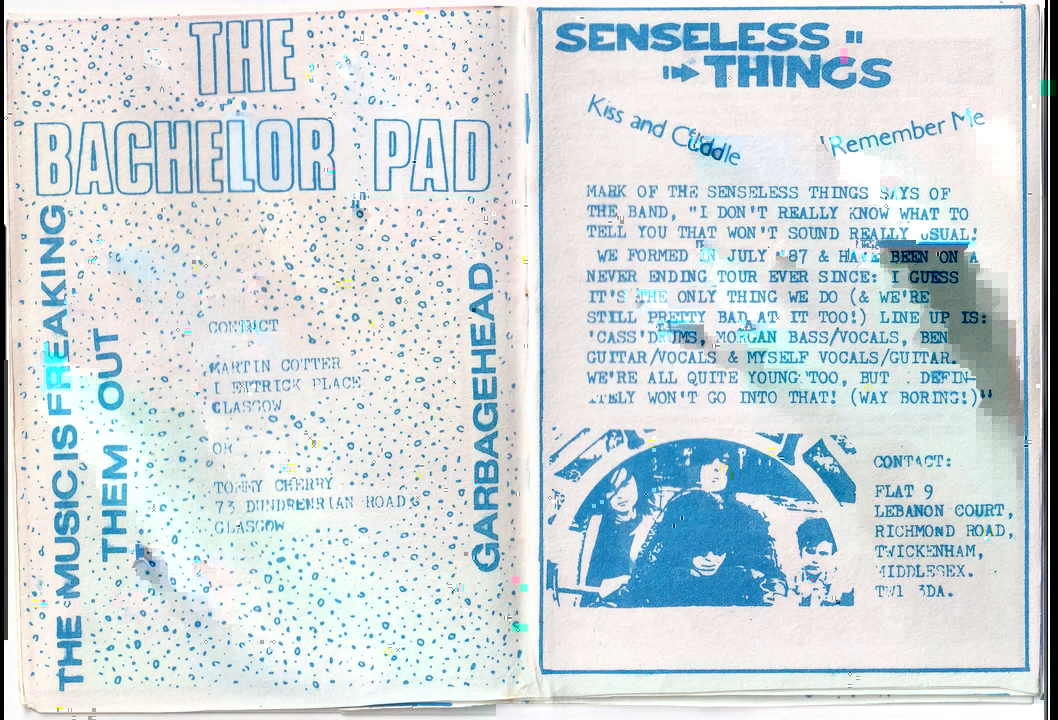 THE
BACHELOR PAD
THE MUSIC IS FREAKING
THEM OUT
GARBAGEHEAD
CONTACT
MARTIN COTTER
PLACE
GLASGOW
OR
TOMMY CHERRY
73 ROAD
GLASGOW
SENSELESS
THINGS
Kiss and Cuddle
'Remember Me
MARK OF THE SENSELESS THINGS SAYS OF
THE BAND, "I DON'T REALLY KNOW WHAT TO
TELL YOU THAT WON'T SOUND REALLY USUAL!
WE FORMED IN JULY '87 & HAVE BEEN ON A
NEVER ENDING TOUR EVER SINCE: I GUESS
IT'S THE ONLY THING WE DO (& WE'RE
STILL PRETTY BAD AT IT TOO!) LINE UP IS:
'CASS' DRUMS, MORGAN BASS/VOCALS, BEN
GUITAR/VOCALS & MYSELF VOCALS/GUITAR.
WE'RE ALL QUITE YOUNG TOO, BUT DEFIN-
ITELY WON'T GO INTO THAT! (WAY BORING!)"
CONTACT:
FLAT 9
LEBANON COURT,
RICHMOND ROAD,
TWICKENHAM,
MIDDLESEX.
TW1 3DA.